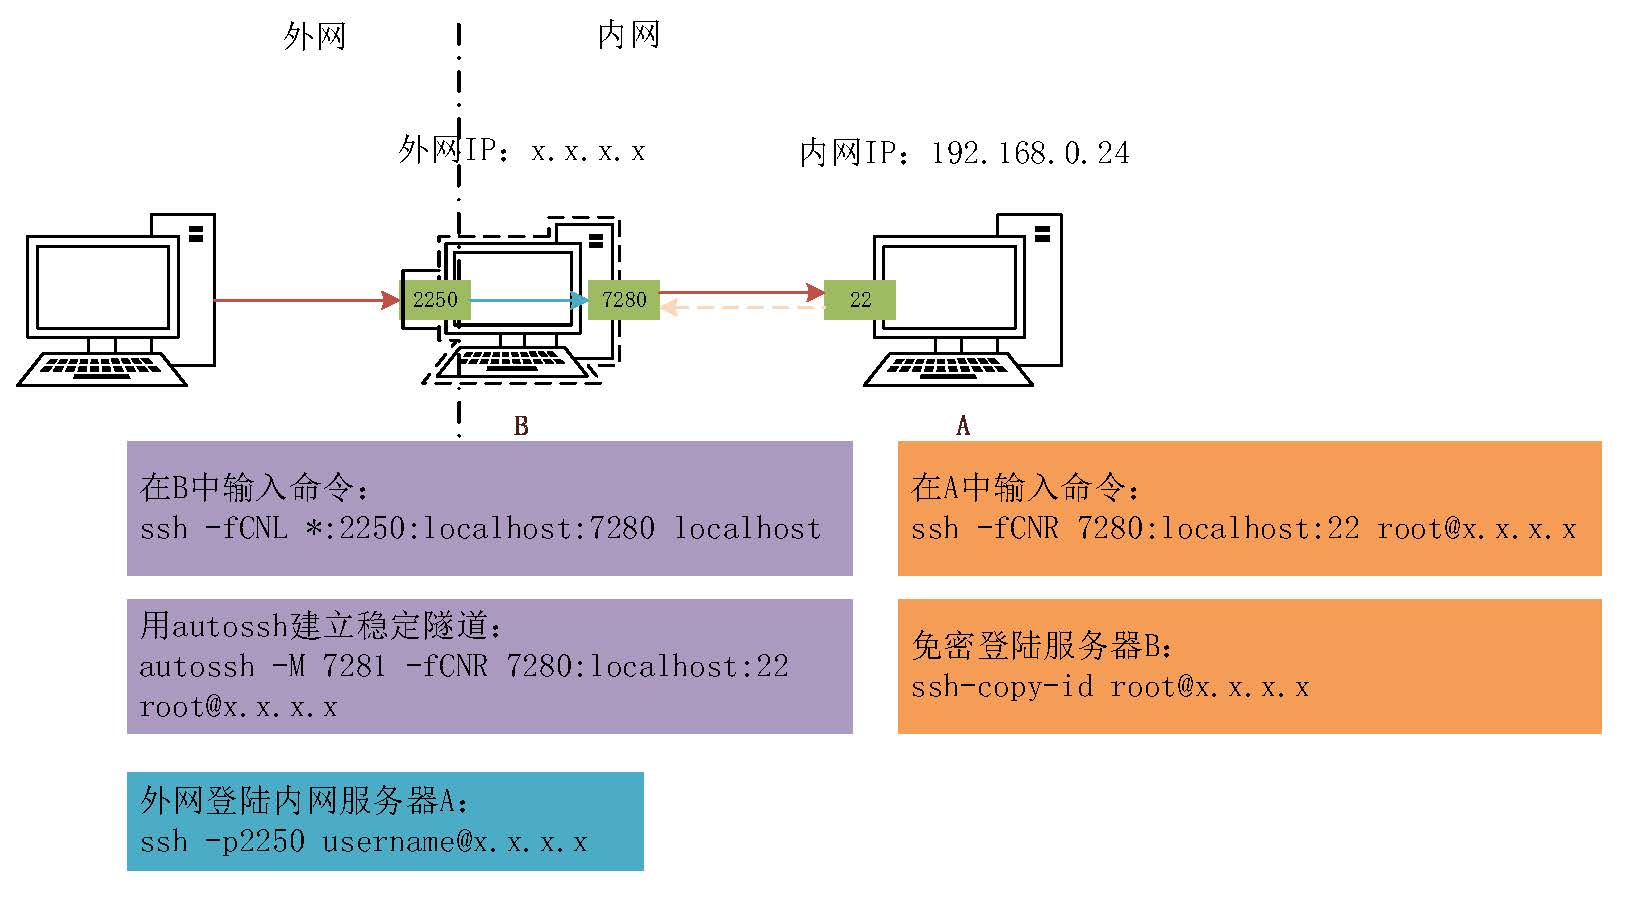 外网
内网
外网IP：x.x.x.x
内网IP：192.168.0.24
2250
7280
22
B
A
在B中输入命令：
ssh -fCNL *:2250:localhost:7280 localhost
在A中输入命令：
ssh -fCNR 7280:localhost:22 root@x.x.x.x
用autossh建立稳定隧道：
autossh -M 7281 -fCNR 7280:localhost:22
root@x.x.x.x
免密登陆服务器B：
ssh-copy-id root@x.x.x.x
外网登陆内网服务器A：
ssh -p2250 username@x.x.x.x